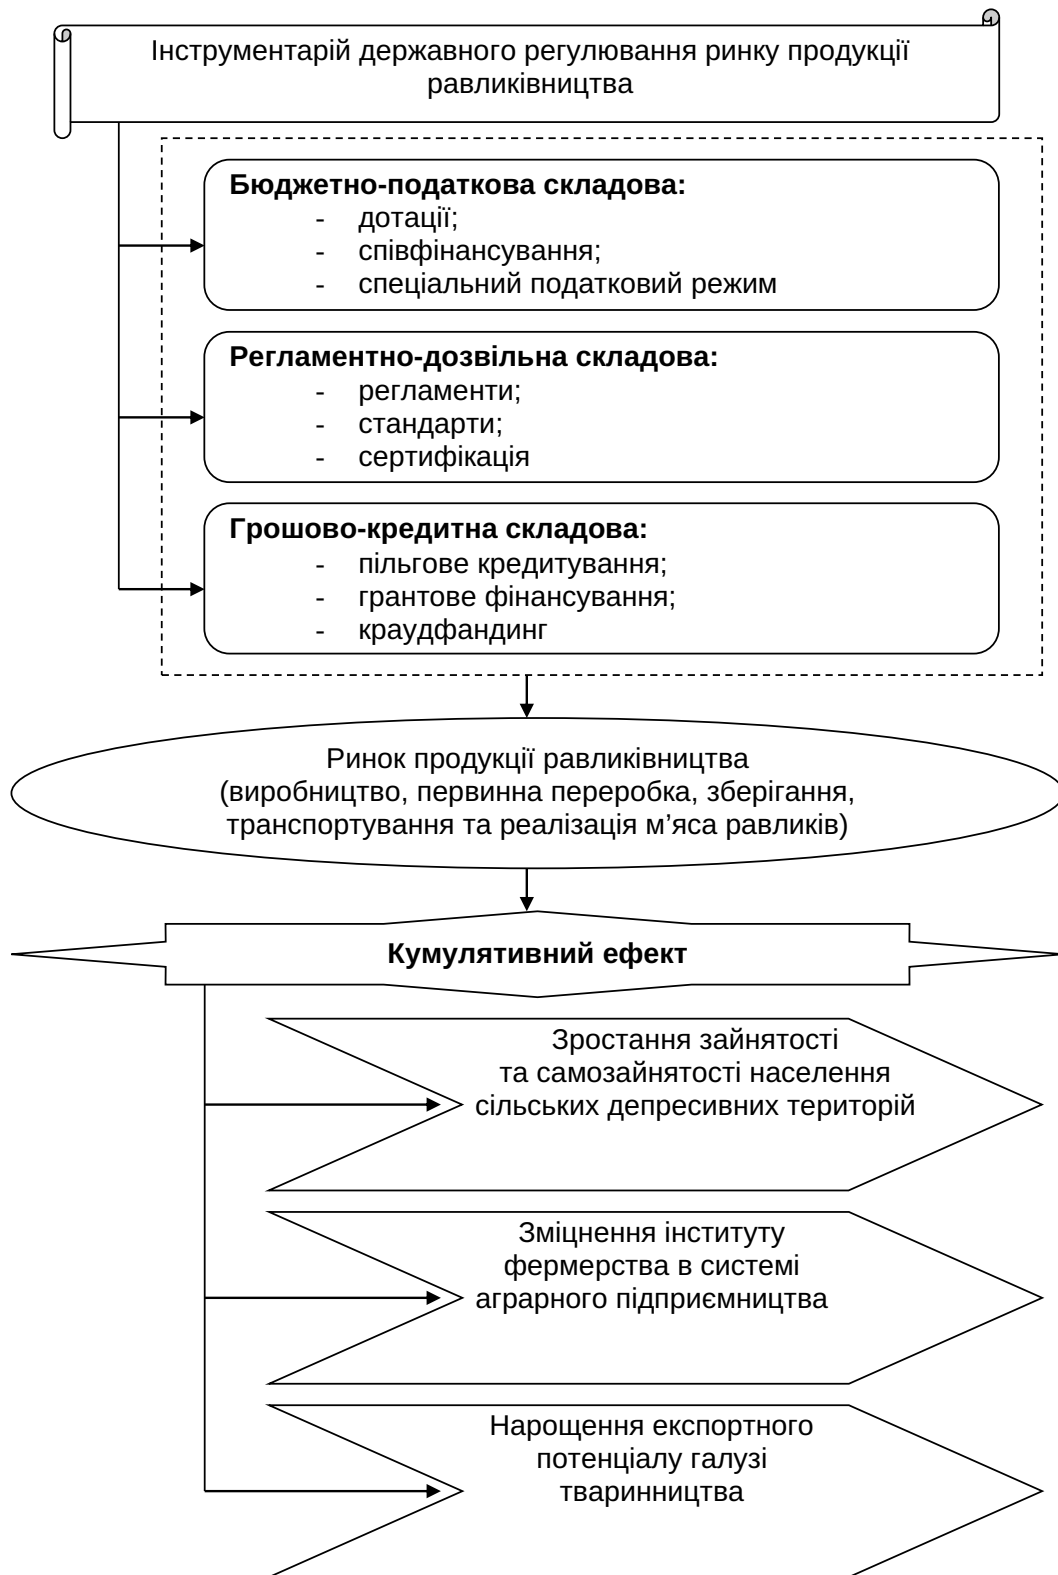 Інструментарій державного регулювання ринку продукції
равликівництва
Бюджетно-податкова складова:
- дотації;
- співфінансування;
- спеціальний податковий режим
Регламентно-дозвільна складова:
- регламенти;
- стандарти;
- сертифікація
Грошово-кредитна складова:
- пільгове кредитування;
- грантове фінансування;
- краудфандинг
Ринок продукції равликівництва
(виробництво, первинна переробка, зберігання,
транспортування та реалізація м’яса равликів)
Кумулятивний ефект
Зростання зайнятості
та самозайнятості населення
сільських депресивних територій
Зміцнення інституту
фермерства в системі
аграрного підприємництва
Нарощення експортного
потенціалу галузі
тваринництва